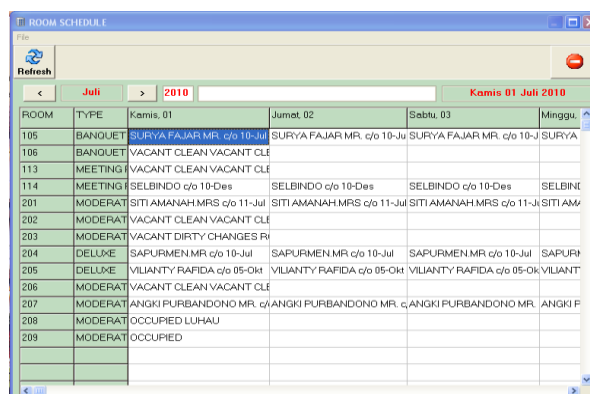 ROOM SCHEDULE
File
Refresh
< Juli > 2010 Kamis 01 Juli 2010
ROOM TYPE Kamis, 01 Jumat, 02 Sabtu, 03 Minggu,
105 BANQUET SURYA FAJAR MR. c/o 10-Jul SURYA FAJAR MR. c/o 10-Ju SURYA FAJAR MR. c/o 10-J SURYA
106 BANQUET VACANT CLEAN VACANT CLE
113 MEETING VACANT CLEAN VACANT CLE
114 MEETING SELBINDO c/o 10-Des SELBINDO c/o 10-Des SELBINDO c/o 10-Des SELBIND
201 MODERAT SITI AMANAH.MRS c/o 11-Jul SITI AMANAH.MRS c/o 11-Jul SITI AMANAH.MRS c/o 11-Ju SITI AMA
202 MODERAT VACANT CLEAN VACANT CLE
203 MODERAT VACANT DIRTY CHANGES R
204 DELUXE SAPURMEN.MR c/o 10-Jul SAPURMEN.MR c/o 10-Jul SAPURMEN.MR c/o 10-Jul SAPURM
205 DELUXE VILIANTY RAFIDA c/o 05-Okt VILIANTY RAFIDA c/o 05-Okt VILIANTY RAFIDA c/o 05-Ok VILIANT
206 MODERAT VACANT CLEAN VACANT CLE
207 MODERAT ANGKI PURBANDONO MR. c/ ANGKI PURBANDONO MR. c, ANGKI PURBANDONO MR. ANGKI P
208 MODERAT OCCUPIED LUHAU
209 MODERAT OCCUPIED